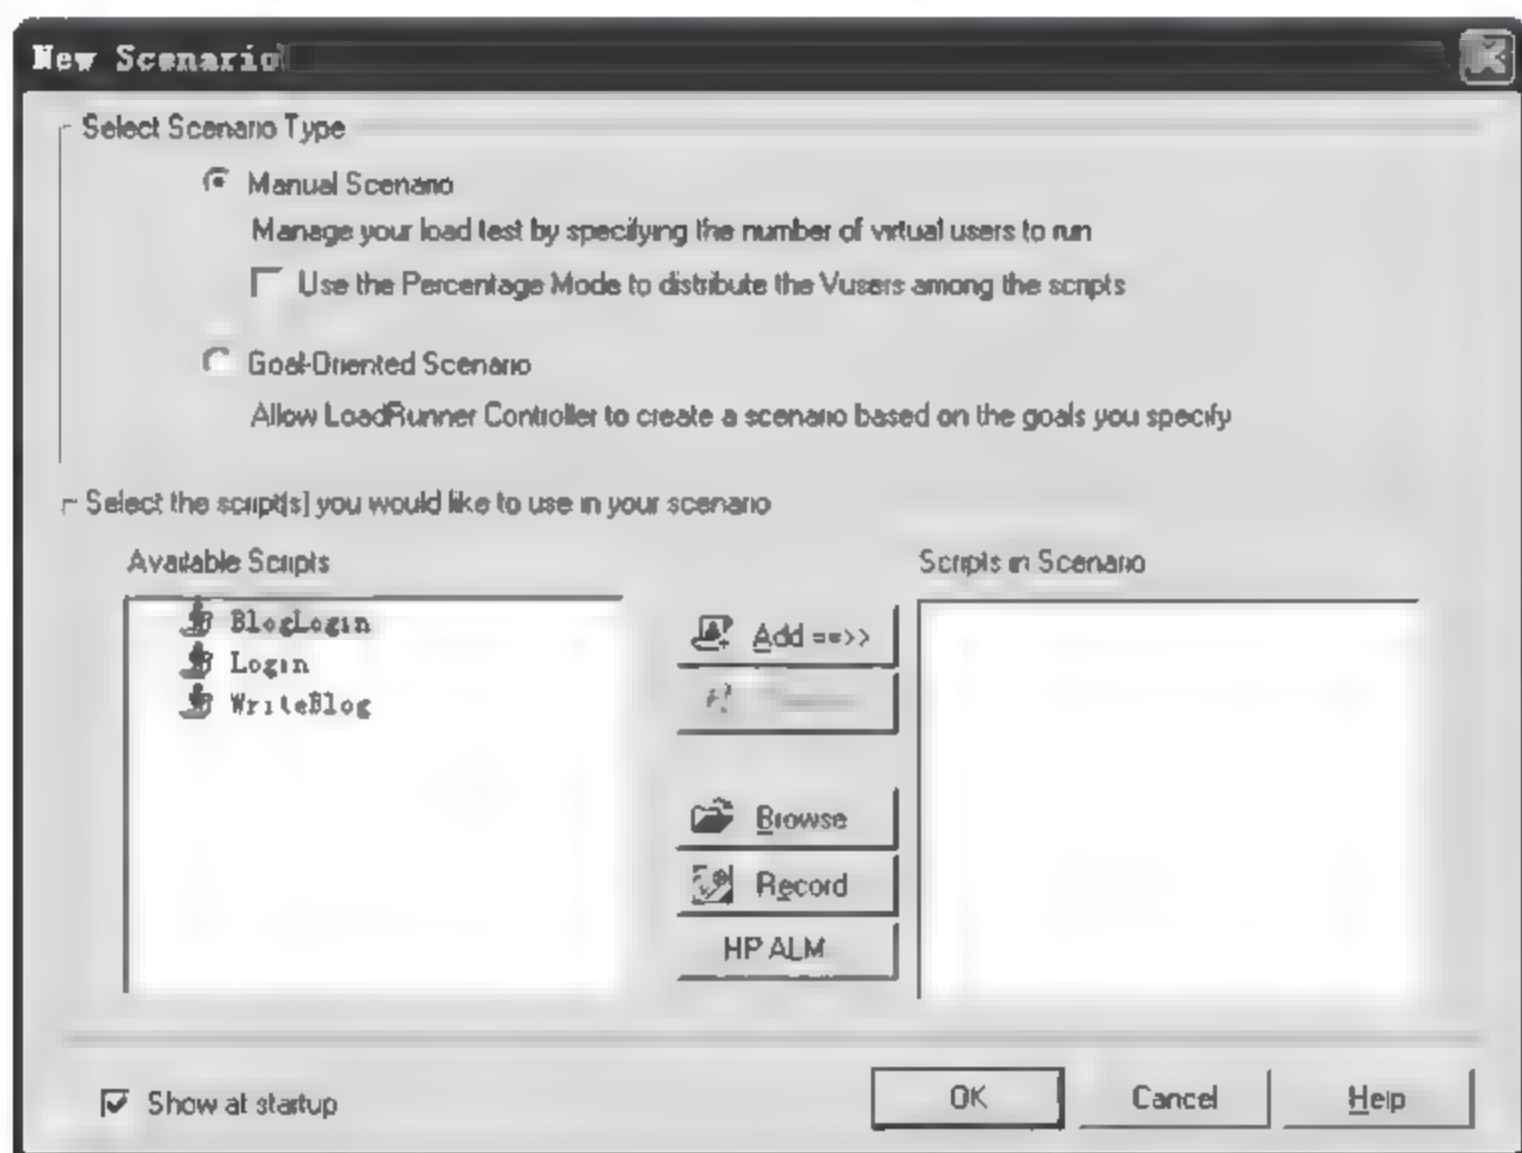 New Scenario
Select Scenario Type
Manual Scenario
Manage your load test by specifying the number of virtual users to run
Use the Percentage Mode to distribute the Vusers among the scripts
Goal-Oriented Scenario
Allow LoadRunner Controller to create a scenario based on the goals you specify
Select the script[s] you would like to use in your scenario
Available Scripts
Scripts in Scenario
BlogLogin
Login
WriteBlog
Add ==>>
Browse
Record
HP ALM
Show at startup
OK
Cancel
Help